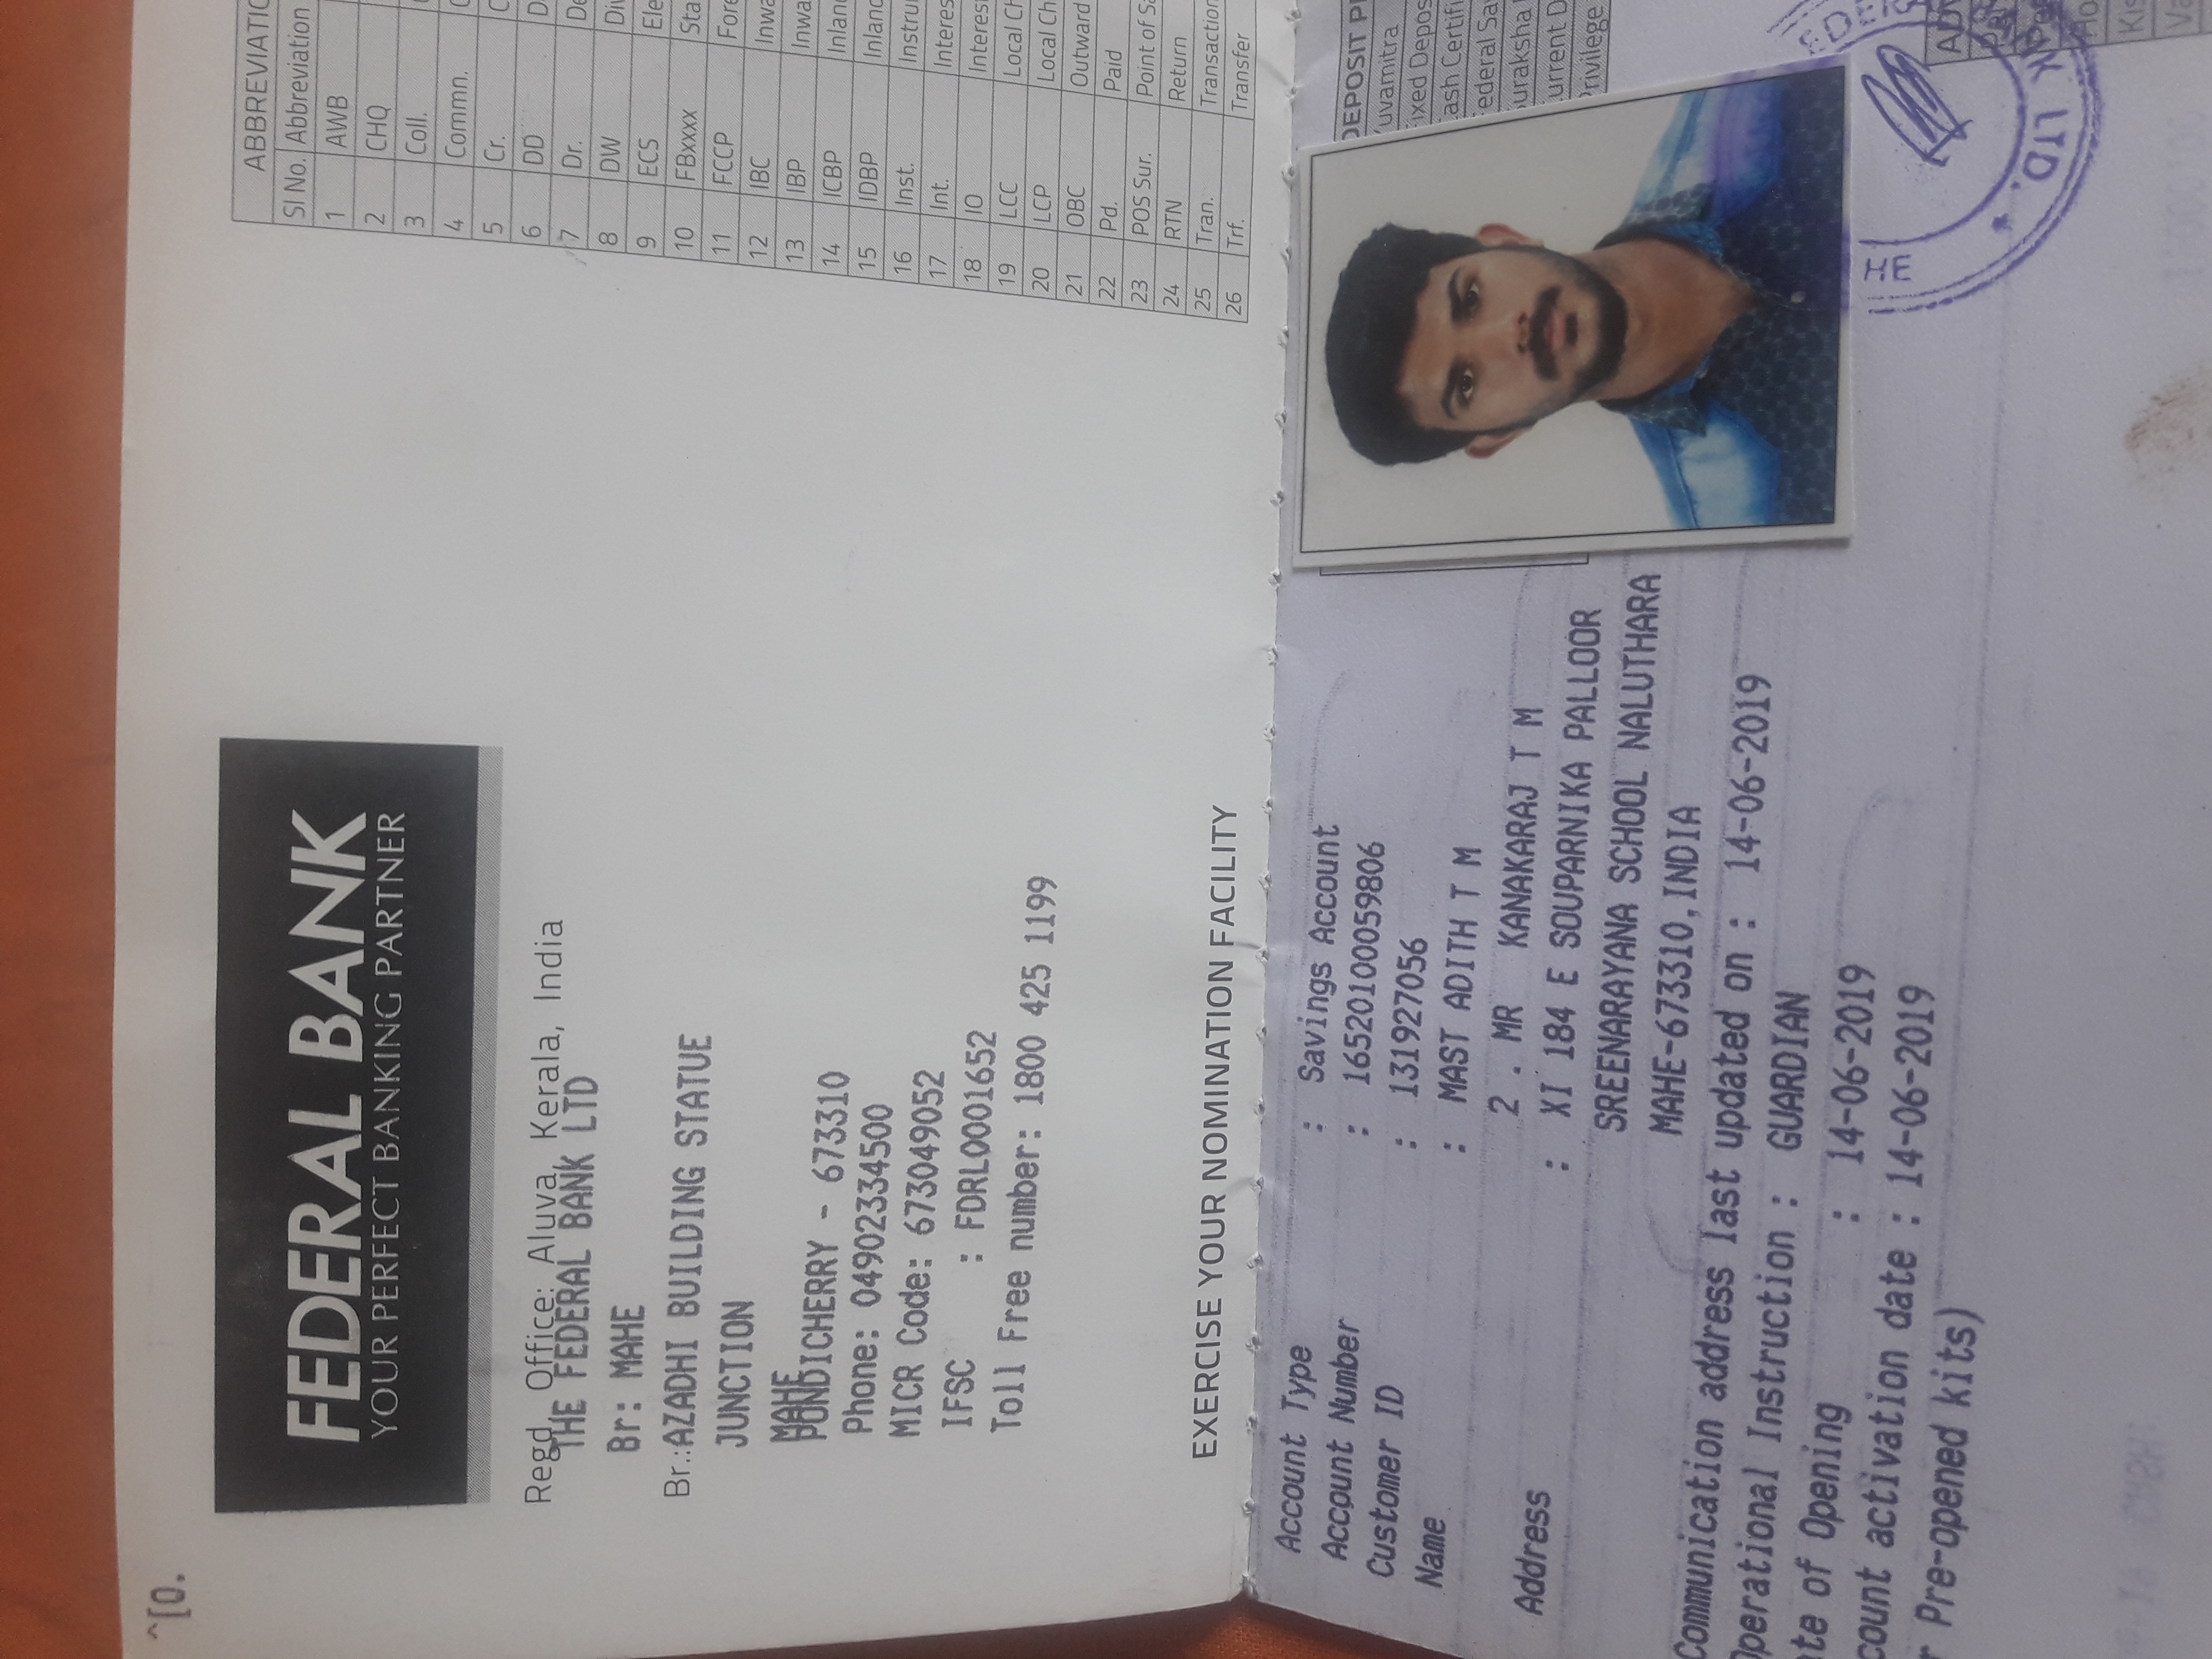 ^[0.
FEDERAL BANK
YOUR PERFECT BANKING PARTNER
Regd. Office: Aluva, Kerala, India
THE FEDERAL BANK LTD
Br: MAHE
Br.:AZADHI BUILDING STATUE
JUNCTION
MAHE
PONDICHERRY - 673310
Phone: 04902334500
MICR Code: 673049052
IFSC : FDRL0001652
Toll Free number: 1800 425 1199
EXERCISE YOUR NOMINATION FACILITY
ABBREVIATIO
Sl No. Abbreviation
1 AWB
2 CHQ
3 Coll.
4 Commn. C
5 Cr. C
6 DD D
7 Dr. De
8 DW Div
9 ECS Ele
10 FBxxxx Sta
11 FCCP Fore
12 IBC Inwa
13 IBP Inwa
14 ICBP Inlan
15 IDBP Inlanc
16 Inst. Instru
17 Int. Interes
18 IO Interest
19 LCC Local Ch
20 LCP Local Ch
21 OBC Outward
22 Pd. Paid
23 POS Sur. Point of Sa
24 RTN Return
25 Tran. Transaction
26 Trf. Transfer
Account Type : Savings Account
Account Number : 16520100059806
Customer ID : 131927056
Name : MAST ADITH T M
2 . MR KANAKARAJ T M
Address : XI 184 E SOUPARNIKA PALLOOR
SREENARAYANA SCHOOL NALUTHARA
MAHE-673310,INDIA
Communication address last updated on : 14-06-2019
Operational Instruction : GUARDIAN
ate of Opening : 14-06-2019
count activation date : 14-06-2019
r Pre-opened kits)
DEPOSIT P
uvamitra
ixed Depos
ash Certifi
ederal Sa
uraksha
urrent D
rivilege
HE
EDER
K LTD.
ADV
Ho
Kis
Va